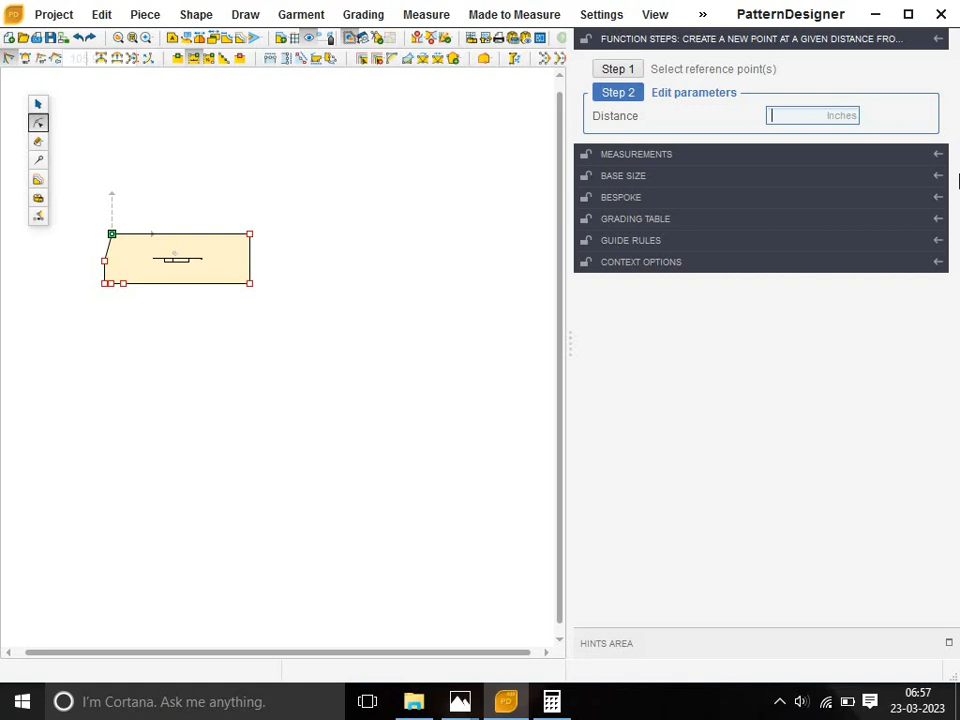 PD Project Edit Piece Shape Draw Garment Grading Measure Made to Measure Settings View » PatternDesigner
FUNCTION STEPS: CREATE A NEW POINT AT A GIVEN DISTANCE FRO...
Step 1 Select reference point(s)
Step 2 Edit parameters
Distance Inches
MEASUREMENTS
BASE SIZE
BESPOKE
GRADING TABLE
GUIDE RULES
CONTEXT OPTIONS
HINTS AREA
I'm Cortana. Ask me anything.
PD
06:57
23-03-2023